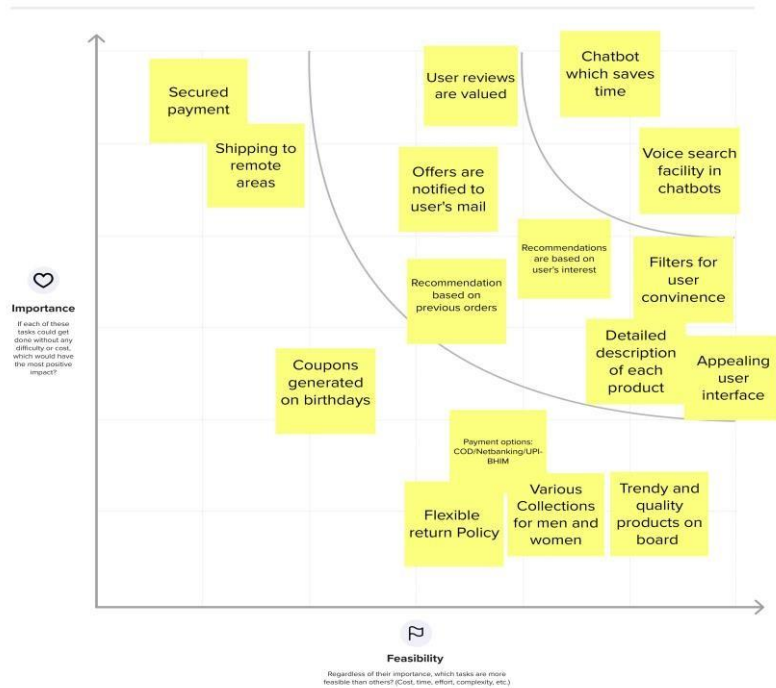 Secured
payment
Shipping to
remote
areas
User reviews
are valued
Chatbot
which saves
time
Offers are
notified to
user's mail
Voice search
facility in
chatbots
Recommendations
are based on
user's interest
Filters for
user
convinence
Recommendation
based on
previous orders
Detailed
description
of each
product
Appealing
user
interface
Coupons
generated
on birthdays
Payment options:
COD/Netbanking/UPI-
BHIM
Flexible
return Policy
Various
Collections
for men and
women
Trendy and
quality
products on
board
Importance
If each of these
tasks could get
done without any
difficulty or cost,
which would have
the most positive
impact?
Feasibility
Regardless of their importance, which tasks are more
feasible than others? (Cost, time, effort, complexity, etc.)